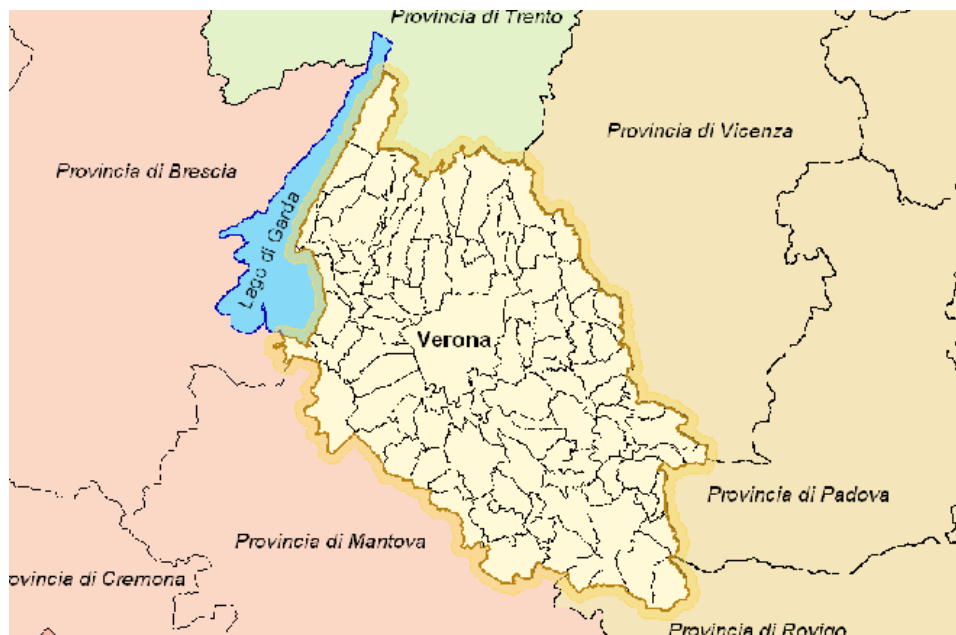 Provincia di Trento
Provincia di Vicenza
Provincia di Brescia
Lago di Garda
Verona
Provincia di Padova
Provincia di Mantova
rovincia di Cremona
Provincia di Rovigo